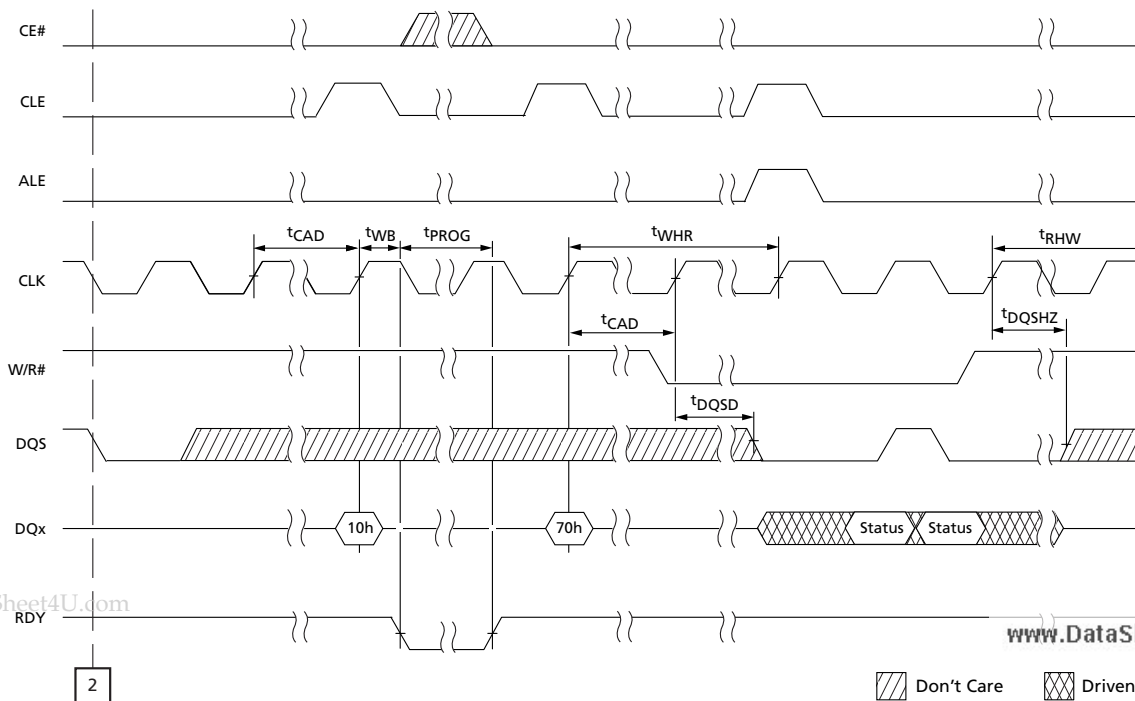 CE#
CLE
ALE
tCAD tWB tPROG tWHR tRHW
CLK
tCAD tDQSHZ
W/R#
tDQSD
DQS
DQx 10h 70h Status Status
Sheet4U.com
RDY
www.DataS
2
Don't Care Driven